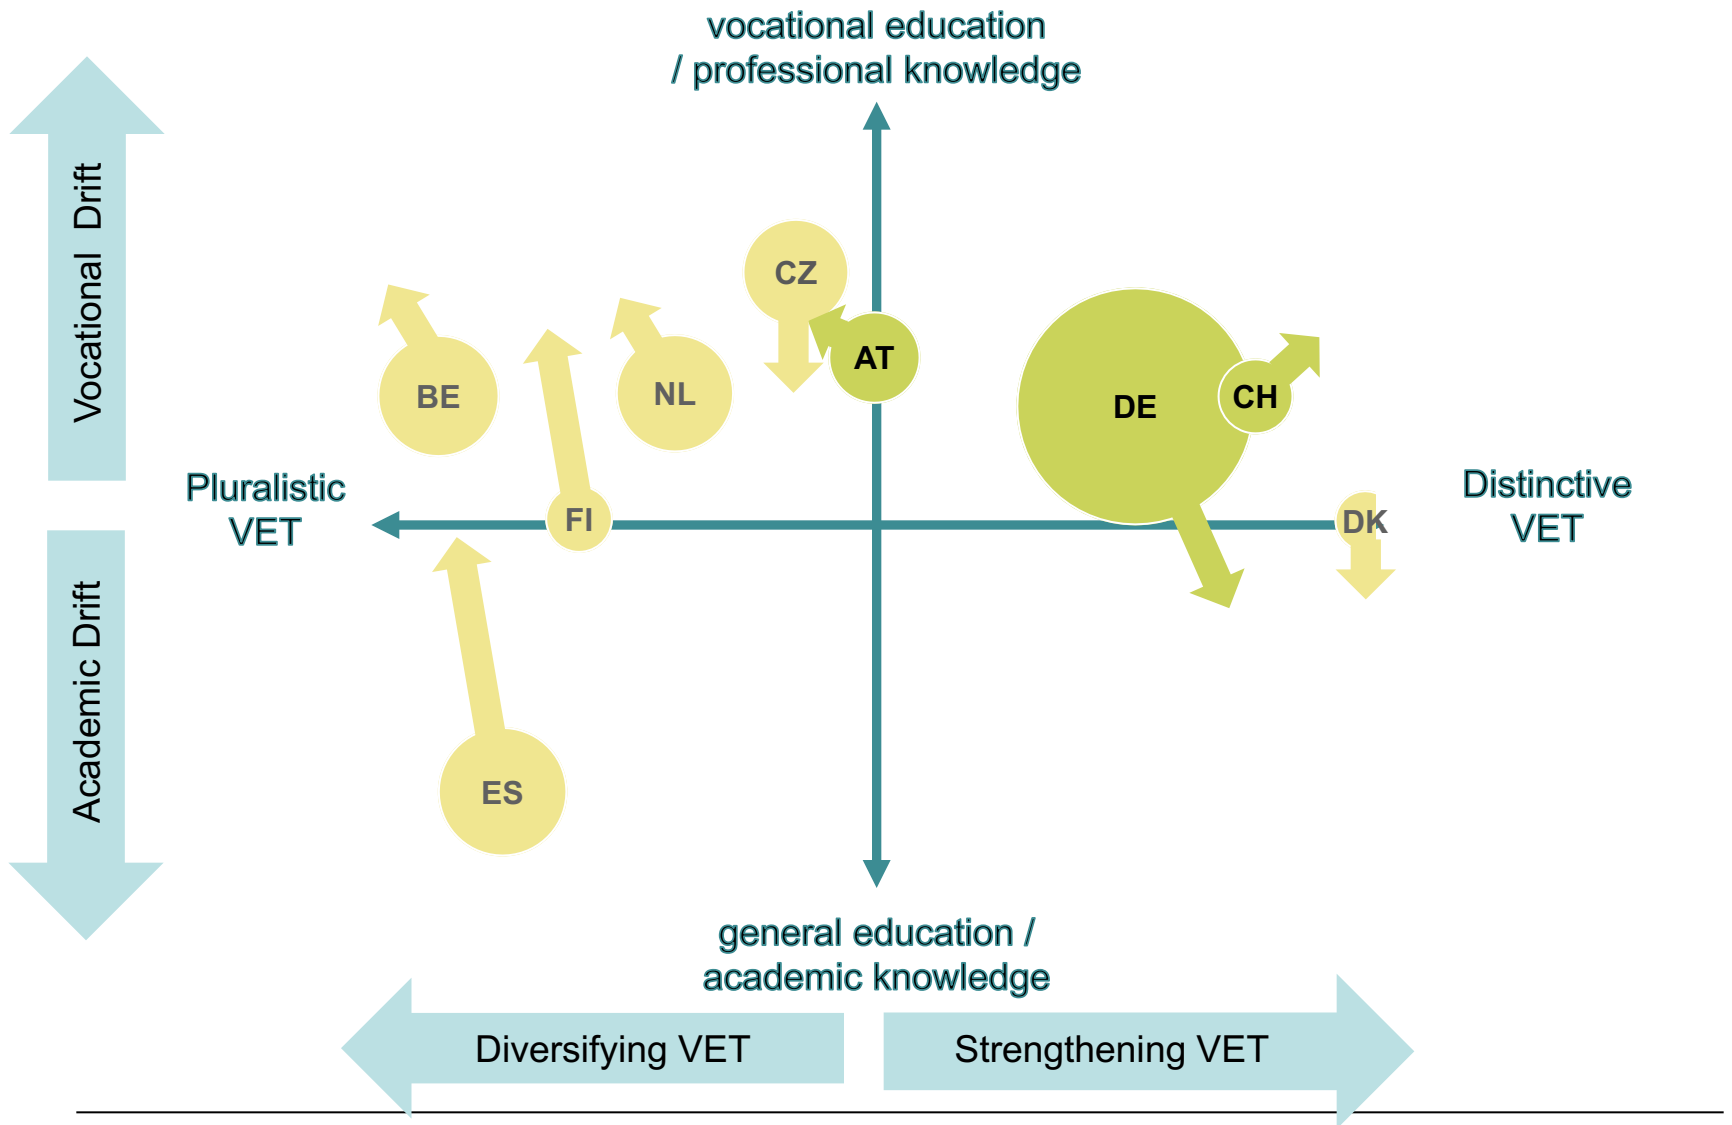 vocational education
/ professional knowledge
Vocational Drift
CZ
AT
BE
NL
DE
CH
Pluralistic
VET
FI
DK
Distinctive
VET
Academic Drift
ES
general education /
academic knowledge
Diversifying VET
Strengthening VET